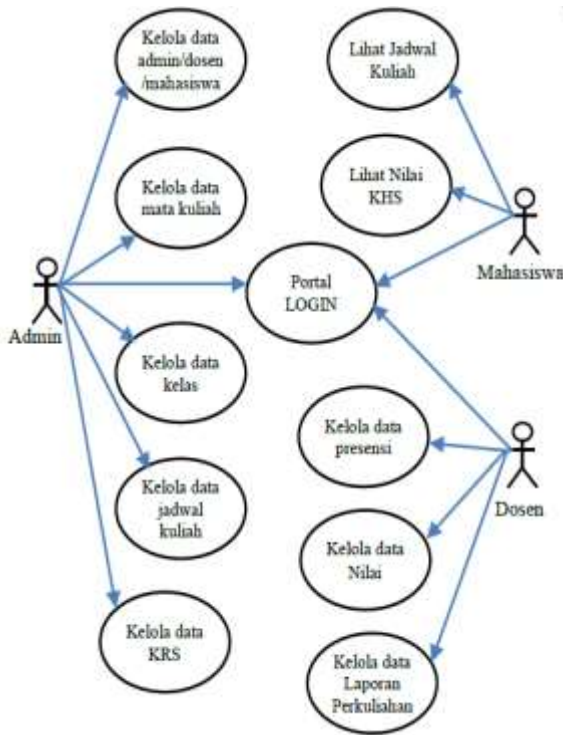 Kelola data
admin/dosen
/mahasiswa
Lihat Jadwal
Kuliah
Kelola data
mata kuliah
Lihat Nilai
KHS
Mahasiswa
Portal
LOGIN
Admin
Kelola data
kelas
Kelola data
presensi
Dosen
Kelola data
jadwal
kuliah
Kelola data
Nilai
Kelola data
KRS
Kelola data
Laporan
Perkuliahan